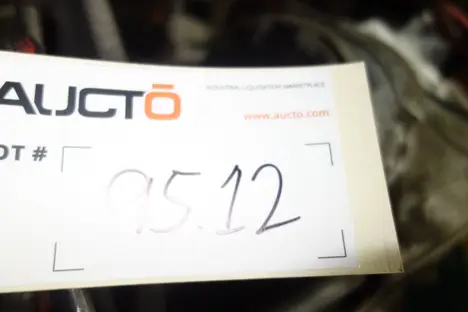 AUCTŌ
INDUSTRIAL LIQUIDATION MARKETPLACE
www.aucto.com
OT #
95.12